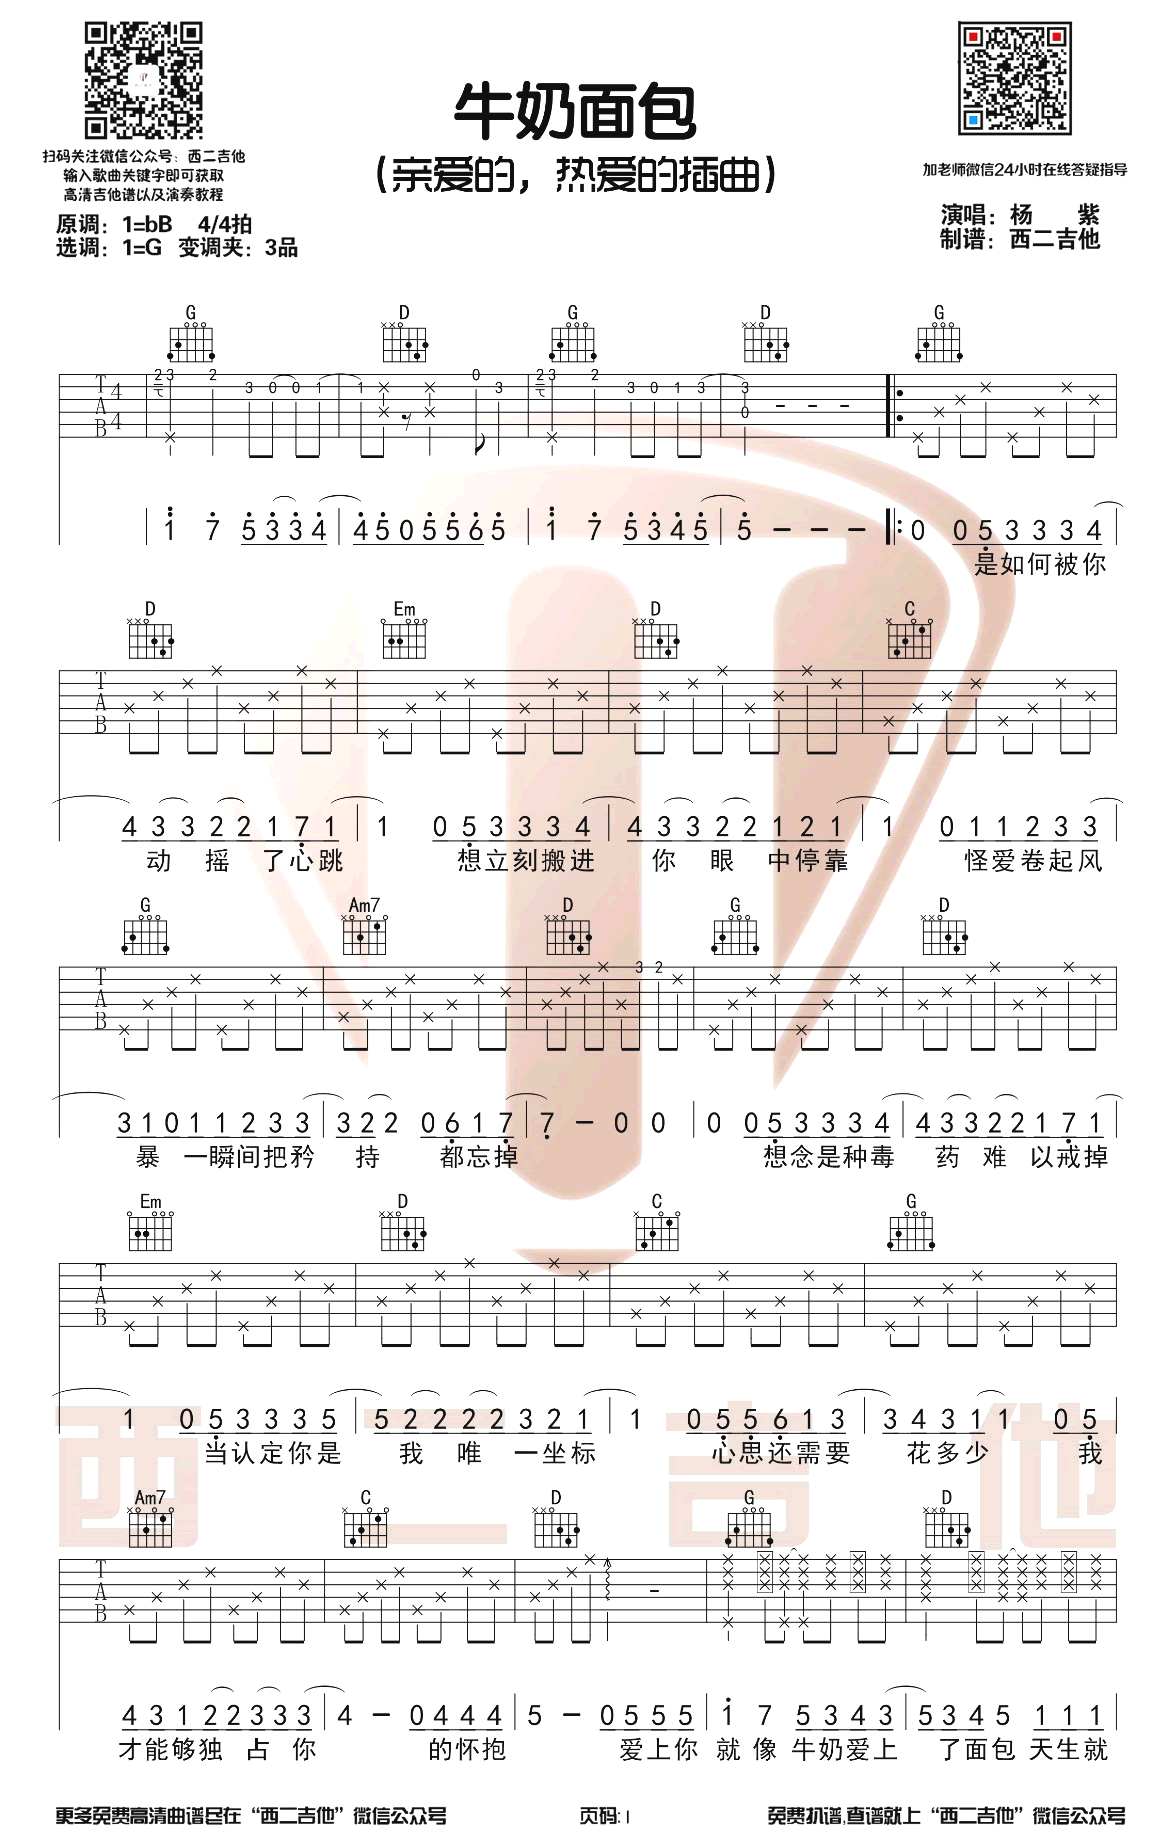 牛奶面包
(亲爱的，热爱的插曲)
扫码关注微信公众号：西二吉他
输入歌曲关键字即可获取
高清吉他谱以及演奏教程
加老师微信24小时在线答疑指导
原调：1=bB 4/4拍
选调：1=G 变调夹：3品
演唱：杨 紫
制谱：西二吉他
G D G D G
T A B 4 4 2 3 2 3 0 0 1 1 0 3 2 3 2 3 0 1 3 3 0 - - -
1 7 5 3 3 4 4 5 0 5 5 6 5 1 7 5 3 4 5 5 - - - 0 0 5 3 3 3 4
是如何被你
D Em D C
T A B
4 3 3 2 2 1 7 1 1 0 5 3 3 3 4 4 3 3 2 2 1 2 1 1 0 1 1 2 3 3
动 摇 了心跳 想立刻搬进 你 眼 中停靠 怪爱卷起风
G Am7 D G D
T A B 3 2
3 1 0 1 1 2 3 3 3 2 2 0 6 1 7 7 - 0 0 0 0 5 3 3 3 4 4 3 3 2 2 1 7 1
暴 一瞬间把矜 持 都忘掉 想念是种毒 药 难 以戒掉
Em D C G
T A B
1 0 5 3 3 3 5 5 2 2 2 2 3 2 1 1 0 5 5 6 1 3 3 4 3 1 1 0 5
当认定你是 我 唯 一坐标 心思还需要 花多少 我
Am7 C D G D
T A B -
4 3 1 2 2 3 3 3 4 - 0 4 4 4 5 - 0 5 5 5 1 7 5 3 4 3 5 3 4 5 1 1 1
才能够独 占 你 的怀抱 爱上你 就 像 牛奶爱上 了面包 天生就
西二吉他
更多免费高清曲谱尽在“西二吉他”微信公众号
页码：1
免费扒谱，查谱就上“西二吉他”微信公众号